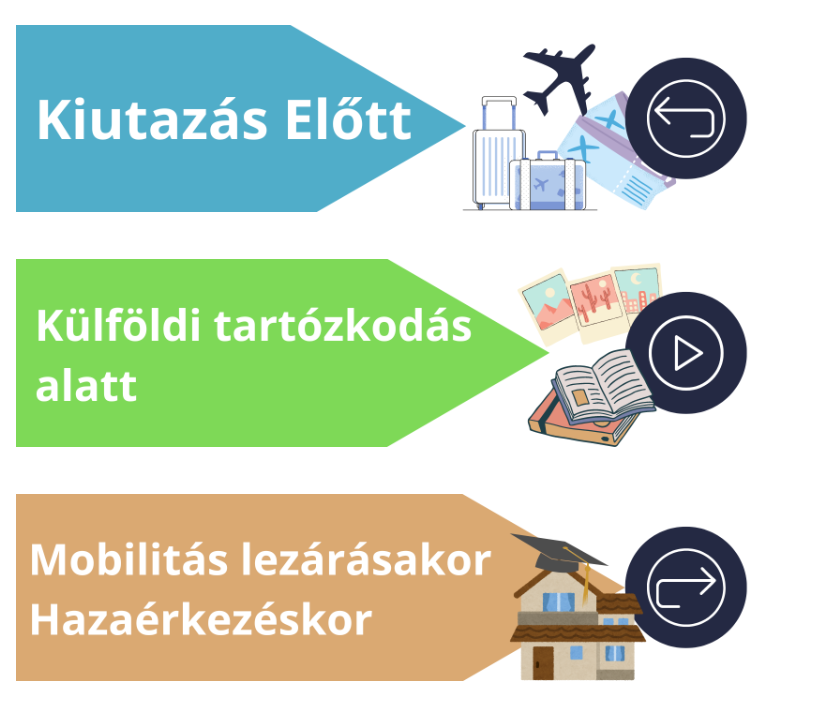 Kiutazás Előtt
Külföldi tartózkodás
alatt
Mobilitás lezárásakor
Hazaérkezéskor